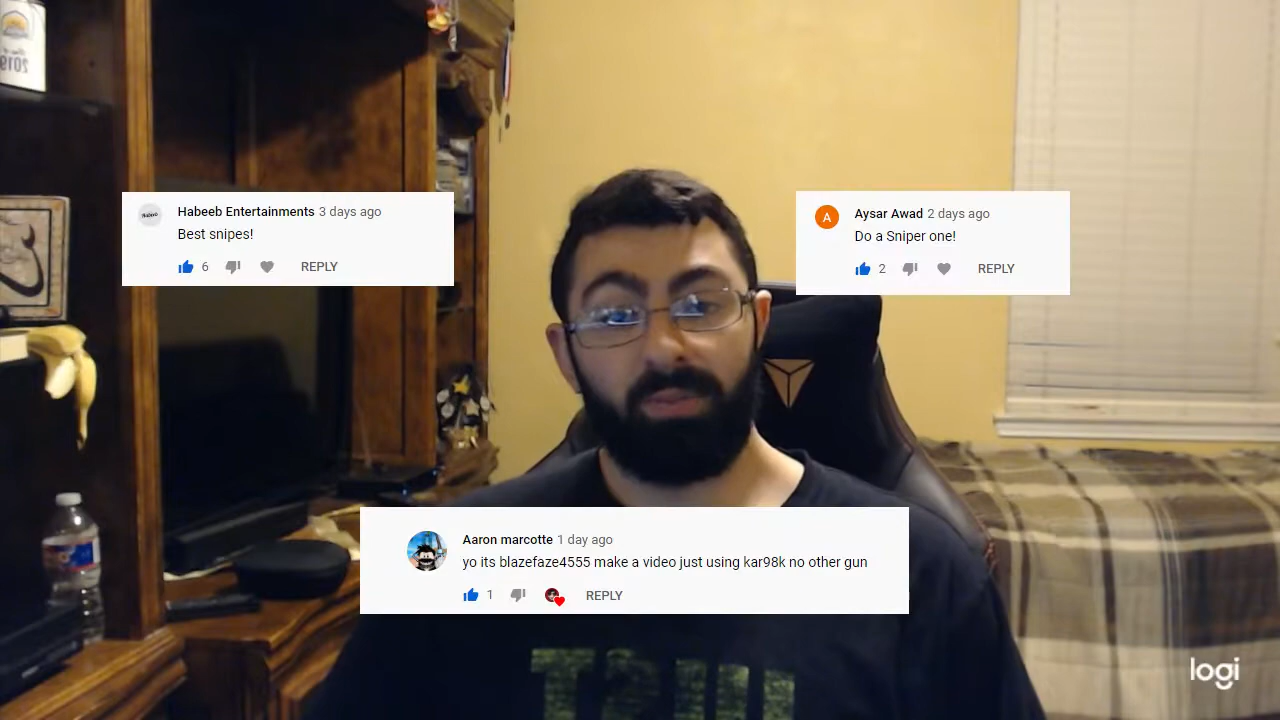 2019
Habeeb Entertainments 3 days ago
Best snipes!
6 REPLY
A Aysar Awad 2 days ago
Do a Sniper one!
2 REPLY
Aaron marcotte 1 day ago
yo its blazefaze4555 make a video just using kar98k no other gun
1 REPLY
logi